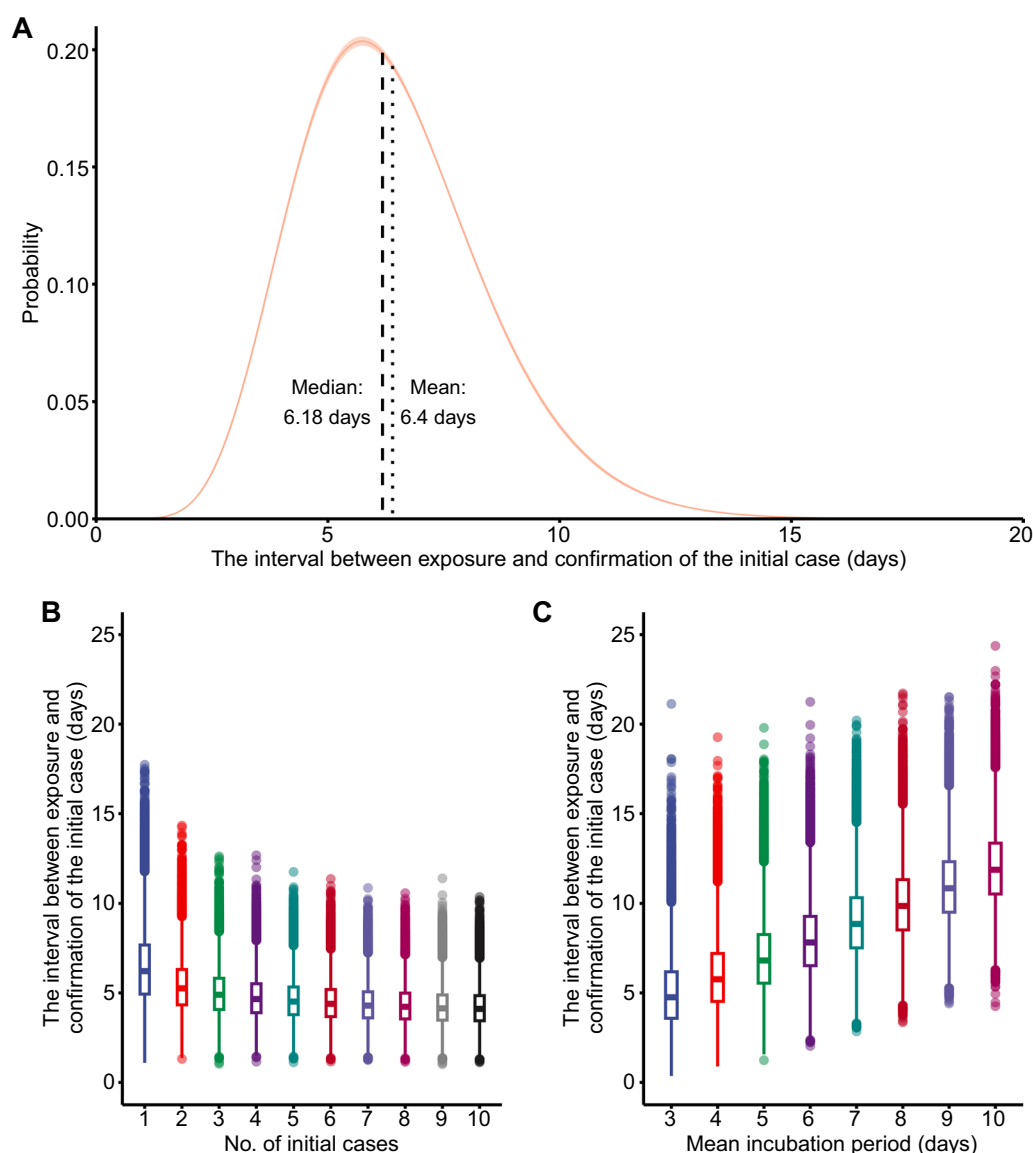 A
0.20
0.15
0.10
0.05
0.00
Probability
Median:
6.18 days
Mean:
6.4 days
0
5
10
15
20
The interval between exposure and confirmation of the initial case (days)
B
The interval between exposure and
confirmation of the initial case (days)
25
20
15
10
5
0
1 2 3 4 5 6 7 8 9 10
No. of initial cases
C
The interval between exposure and
confirmation of the initial case (days)
25
20
15
10
5
0
3 4 5 6 7 8 9 10
Mean incubation period (days)